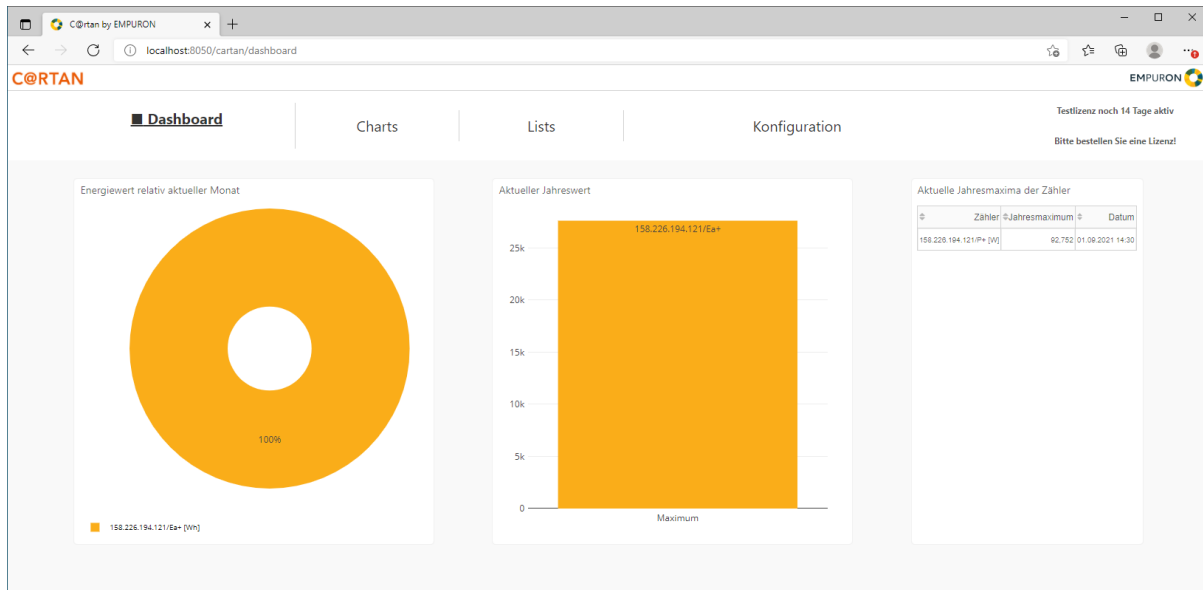 C@rtan by EMPURON
localhost:8050/cartan/dashboard
C@RTAN
EMPURON
Dashboard
Charts
Lists
Konfiguration
Testlizenz noch 14 Tage aktiv
Bitte bestellen Sie eine Lizenz!
Energiewert relativ aktueller Monat
100%
158.226.194.121/Ea+ [Wh]
Aktueller Jahreswert
158.226.194.121/Ea+
25k
20k
15k
10k
5k
0
Maximum
Aktuelle Jahresmaxima der Zähler
Zähler Jahresmaximum Datum
158.226.194.121/P+ [W] 92,752 01.09.2021 14:30